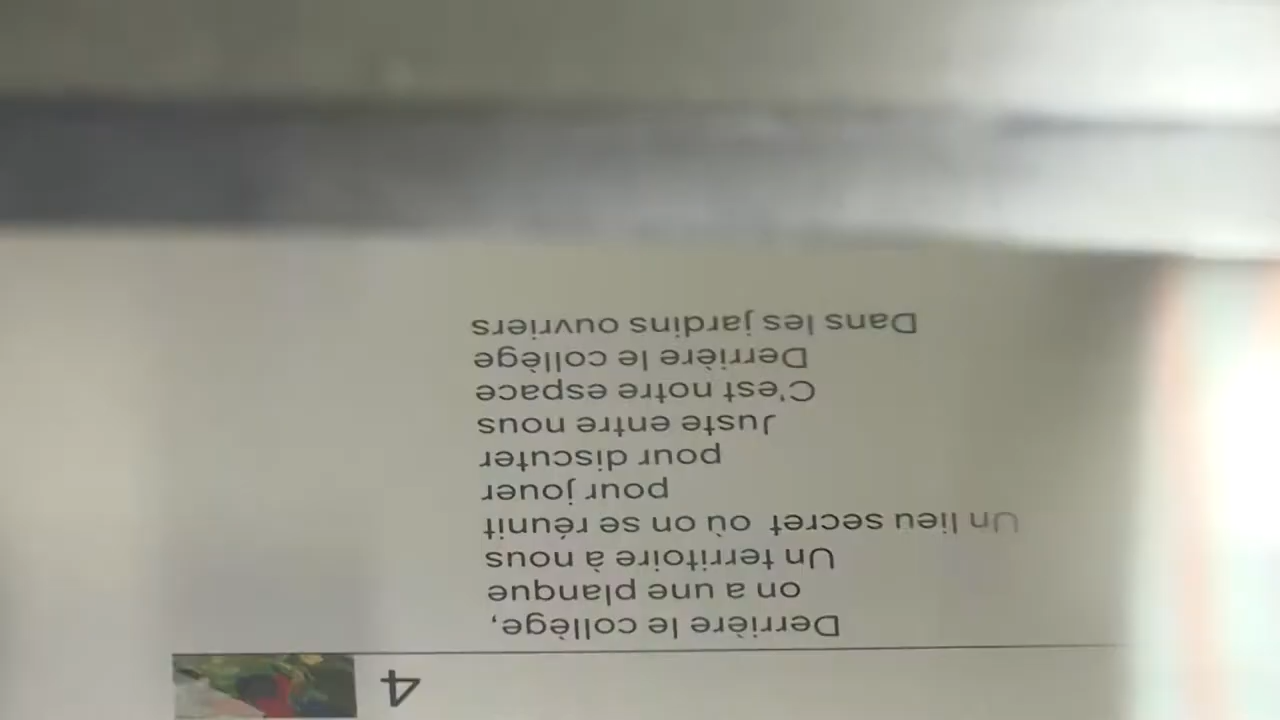 4
Derrière le collège,
on a une planque
Un territoire à nous
Un lieu secret où on se réunit
pour jouer
pour discuter
Juste entre nous
C'est notre espace
Derrière le collège
Dans les jardins ouvriers